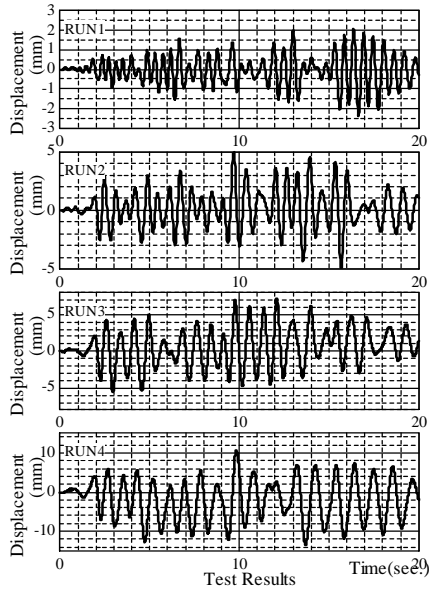 Displacement
(mm)
3
2
1
0
-1
-2
-3
RUN1
0
10
20
Displacement
(mm)
5
0
-5
RUN2
0
10
20
Displacement
(mm)
5
0
-5
RUN3
0
10
20
Displacement
(mm)
10
0
-10
RUN4
0
10
20
Time(sec.)
Test Results